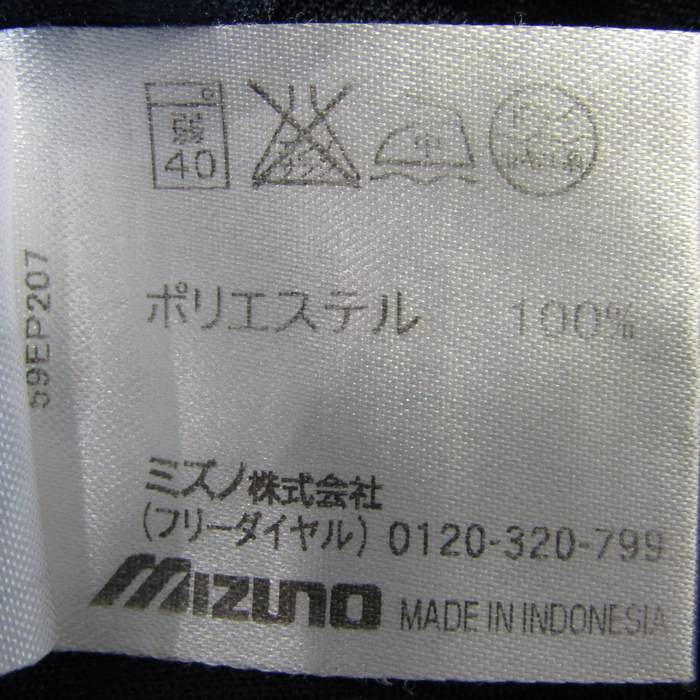 40
中
ポリエステル 100%
59EP207
ミズノ株式会社
(フリーダイヤル) 0120-320-799
MIZUNO MADE IN INDONESIA